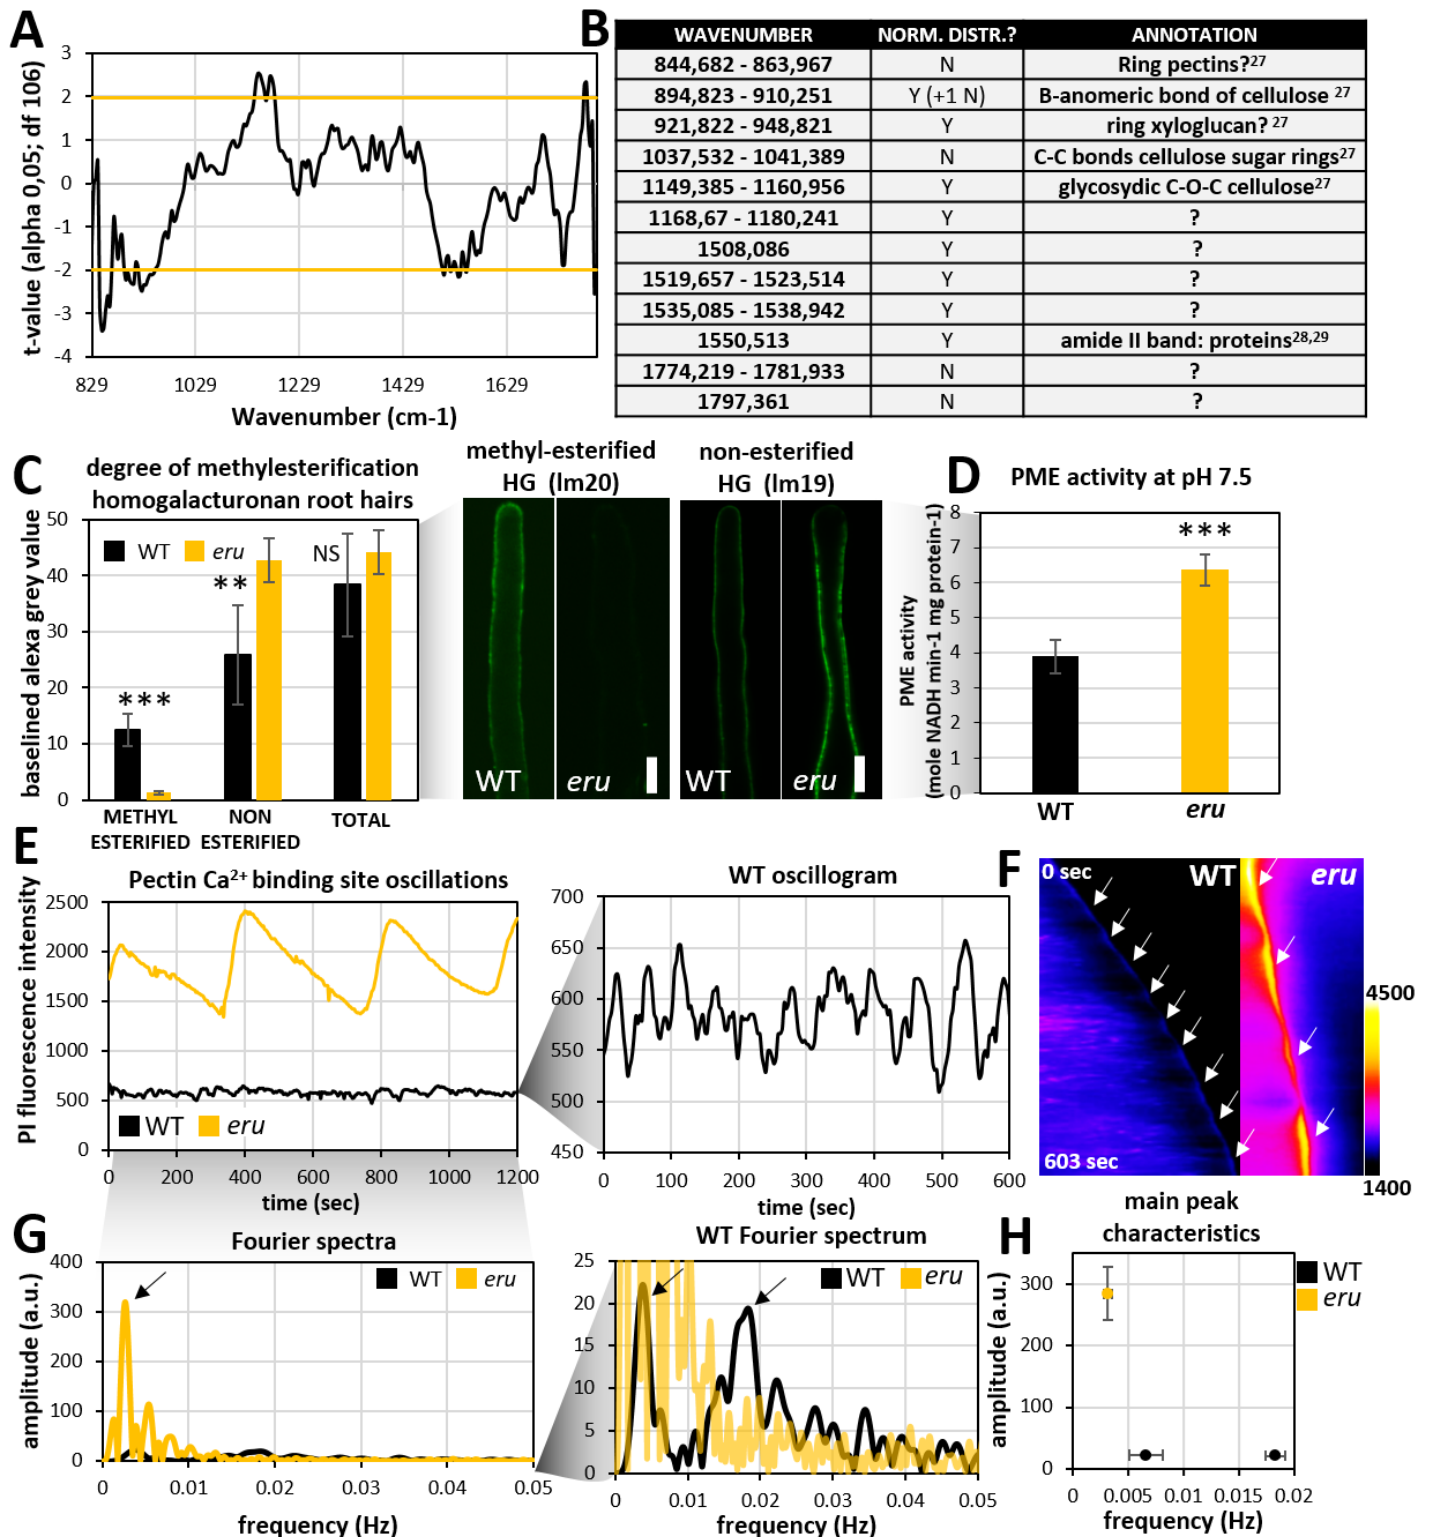 A
3
2
1
0
-1
-2
-3
-4
t-value (alpha 0,05; df 106)
829 1029 1229 1429 1629
Wavenumber (cm-1)
B
WAVENUMBER NORM. DISTR.? ANNOTATION
844,682 - 863,967 N Ring pectins?27
894,823 - 910,251 Y (+1 N) B-anomeric bond of cellulose 27
921,822 - 948,821 Y ring xyloglucan? 27
1037,532 - 1041,389 N C-C bonds cellulose sugar rings27
1149,385 - 1160,956 Y glycosydic C-O-C cellulose27
1168,67 - 1180,241 Y ?
1508,086 Y ?
1519,657 - 1523,514 Y ?
1535,085 - 1538,942 Y ?
1550,513 Y amide II band: proteins28,29
1774,219 - 1781,933 N ?
1797,361 N ?
C
degree of methylesterification
homogalacturonan root hairs
baselined alexa grey value
50
40
30
20
10
0
WT eru
***
**
NS
METHYL
ESTERIFIED
NON
ESTERIFIED
TOTAL
methyl-esterified
HG (lm20)
non-esterified
HG (lm19)
WT eru WT eru
D
PME activity at pH 7.5
PME activity
(mole NADH min-1 mg protein-1)
8
7
6
5
4
3
2
1
0
***
WT eru
E
Pectin Ca2+ binding site oscillations
PI fluorescence intensity
2500
2000
1500
1000
500
0
WT eru
0 200 400 600 800 1000 1200
time (sec)
WT oscillogram
700
650
600
550
500
450
0 100 200 300 400 500 600
time (sec)
F
0 sec WT eru
603 sec
4500
1400
G
Fourier spectra
amplitude (a.u.)
400
300
200
100
0
WT eru
0 0.01 0.02 0.03 0.04 0.05
frequency (Hz)
WT Fourier spectrum
25
20
15
10
5
0
WT eru
0 0.01 0.02 0.03 0.04 0.05
frequency (Hz)
H
main peak
characteristics
amplitude (a.u.)
300
200
100
0
WT
eru
0 0.005 0.01 0.015 0.02
frequency (Hz)